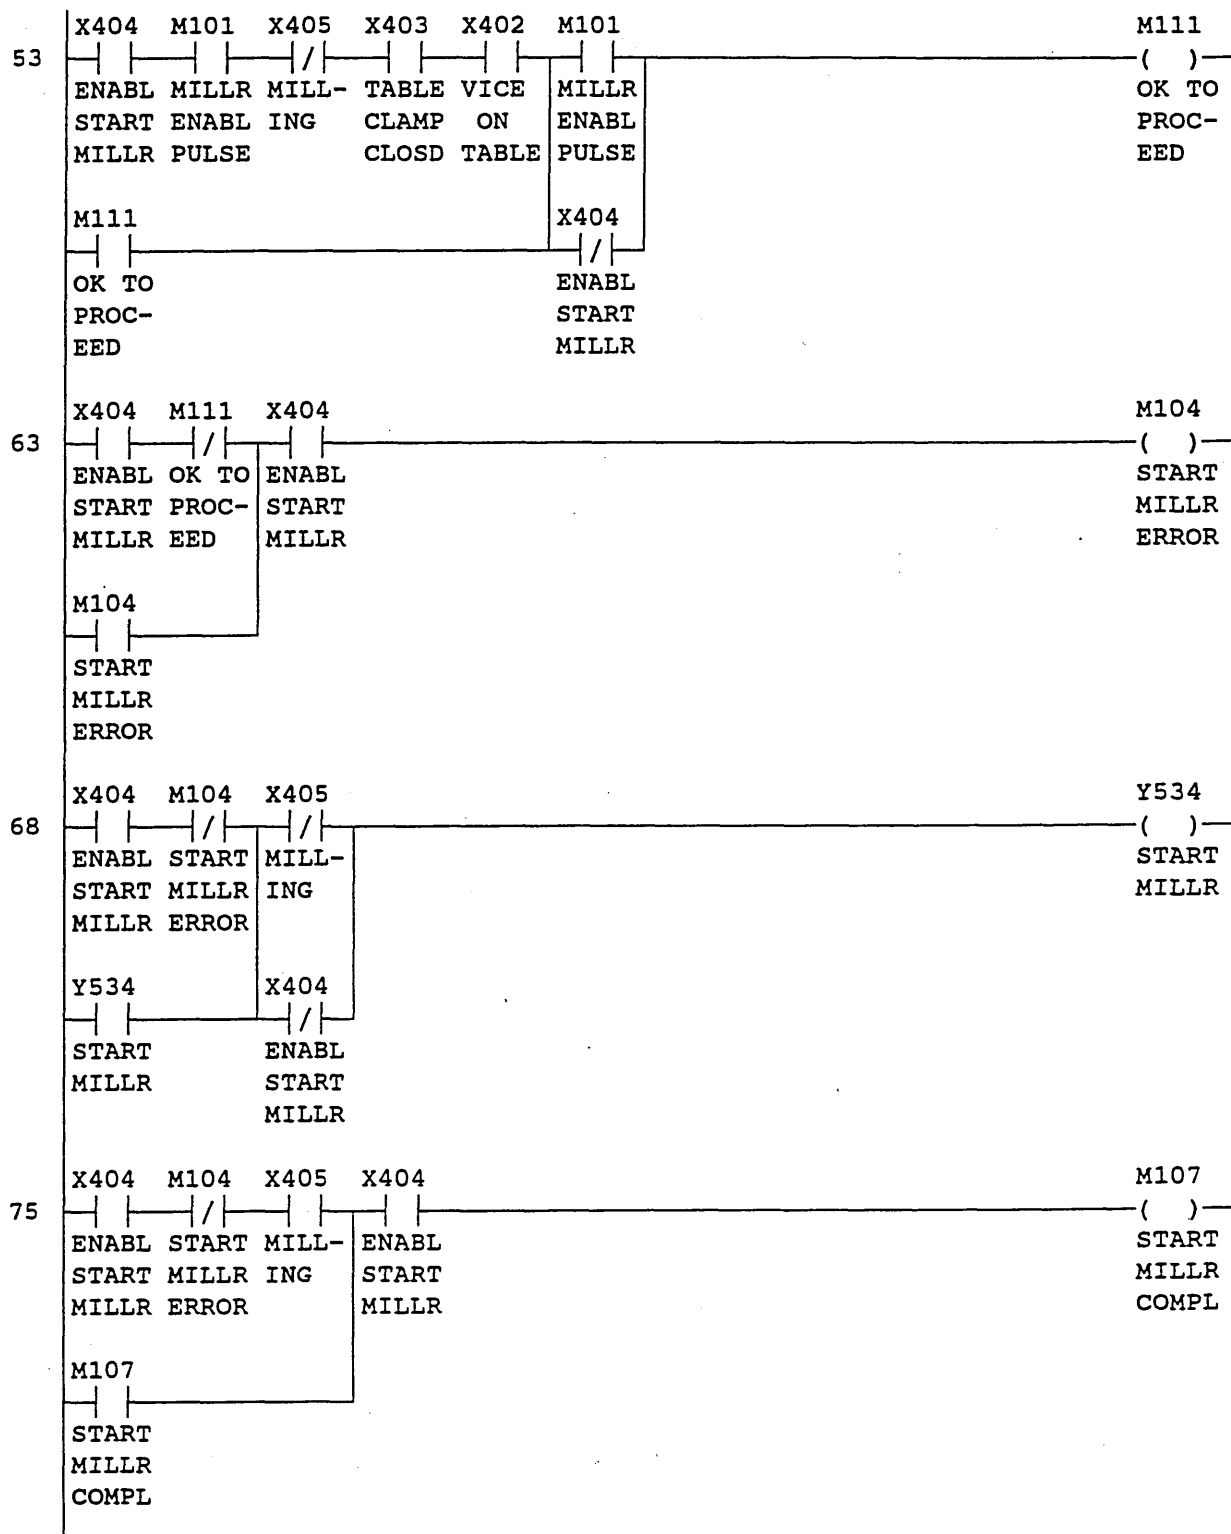 X404 M101 X405 X403 X402 M101 M111
53 ( )
ENABL MILLR MILL- TABLE VICE MILLR OK TO
START ENABL ING CLAMP ON ENABL PROC-
MILLR PULSE CLOSD TABLE PULSE EED
M111 X404
OK TO ENABL
PROC- START
EED MILLR
X404 M111 X404 M104
63 ( )
ENABL OK TO ENABL START
START PROC- START MILLR
MILLR EED MILLR ERROR
M104
START
MILLR
ERROR
X404 M104 X405 Y534
68 ( )
ENABL START MILL- START
START MILLR ING MILLR
MILLR ERROR
Y534 X404
START ENABL
MILLR START
MILLR
X404 M104 X405 X404 M107
75 ( )
ENABL START MILL- ENABL START
START MILLR ING START MILLR
MILLR ERROR MILLR COMPL
M107
START
MILLR
COMPL